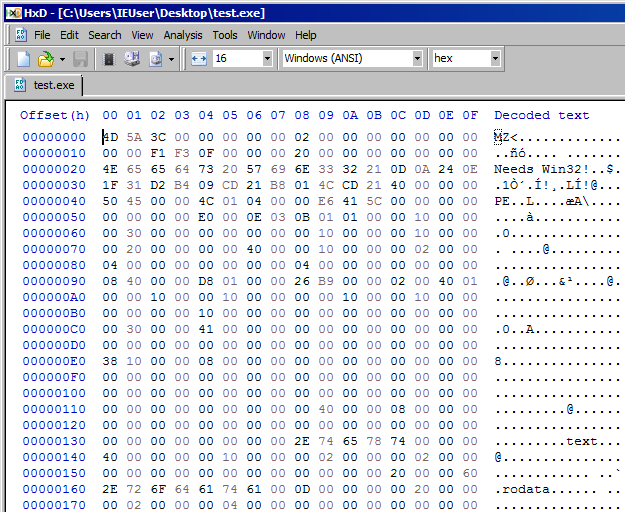 HxD - [C:\Users\IEUser\Desktop\test.exe]
File Edit Search View Analysis Tools Window Help
16 Windows (ANSI) hex
test.exe
Offset(h) 00 01 02 03 04 05 06 07 08 09 0A 0B 0C 0D 0E 0F Decoded text
00000000 4D 5A 3C 00 00 00 00 00 02 00 00 00 00 00 00 00 MZ<.............
00000010 00 00 F1 F3 0F 00 00 00 20 00 00 00 00 00 00 00 ..ñó.... .......
00000020 4E 65 65 64 73 20 57 69 6E 33 32 21 0D 0A 24 0E Needs Win32!..$.
00000030 1F 31 D2 B4 09 CD 21 B8 01 4C CD 21 40 00 00 00 .1Ò´.Í!¸.LÍ!@...
00000040 50 45 00 00 4C 01 04 00 00 E6 41 5C 00 00 00 00 PE..L....æA\....
00000050 00 00 00 00 E0 00 0E 03 0B 01 01 00 00 10 00 00 ....à...........
00000060 00 30 00 00 00 00 00 00 00 10 00 00 00 10 00 00 .0..............
00000070 00 20 00 00 00 00 40 00 00 10 00 00 00 02 00 00 . ....@.........
00000080 04 00 00 00 00 00 00 00 04 00 00 00 00 00 00 00 ................
00000090 08 40 00 00 D8 01 00 00 26 B9 00 00 02 00 40 01 .@..Ø...&¹....@.
000000A0 00 00 10 00 00 10 00 00 00 00 10 00 00 10 00 00 ................
000000B0 00 00 00 00 10 00 00 00 00 00 00 00 00 00 00 00 ................
000000C0 00 30 00 00 41 00 00 00 00 00 00 00 00 00 00 00 .0..A...........
000000D0 00 00 00 00 00 00 00 00 00 00 00 00 00 00 00 00 ................
000000E0 38 10 00 00 08 00 00 00 00 00 00 00 00 00 00 00 8...............
000000F0 00 00 00 00 00 00 00 00 00 00 00 00 00 00 00 00 ................
00000100 00 00 00 00 00 00 00 00 00 00 00 00 00 00 00 00 ................
00000110 00 00 00 00 00 00 00 00 00 40 00 00 08 00 00 00 .........@......
00000120 00 00 00 00 00 00 00 00 00 00 00 00 00 00 00 00 ................
00000130 00 00 00 00 00 00 00 00 2E 74 65 78 74 00 00 00 .........text...
00000140 40 00 00 00 00 10 00 00 00 02 00 00 00 02 00 00 @...............
00000150 00 00 00 00 00 00 00 00 00 00 00 00 20 00 00 60 ............ ..`
00000160 2E 72 6F 64 61 74 61 00 0D 00 00 00 00 20 00 00 .rodata...... ..
00000170 00 02 00 00 00 04 00 00 00 00 00 00 00 00 00 00 ................